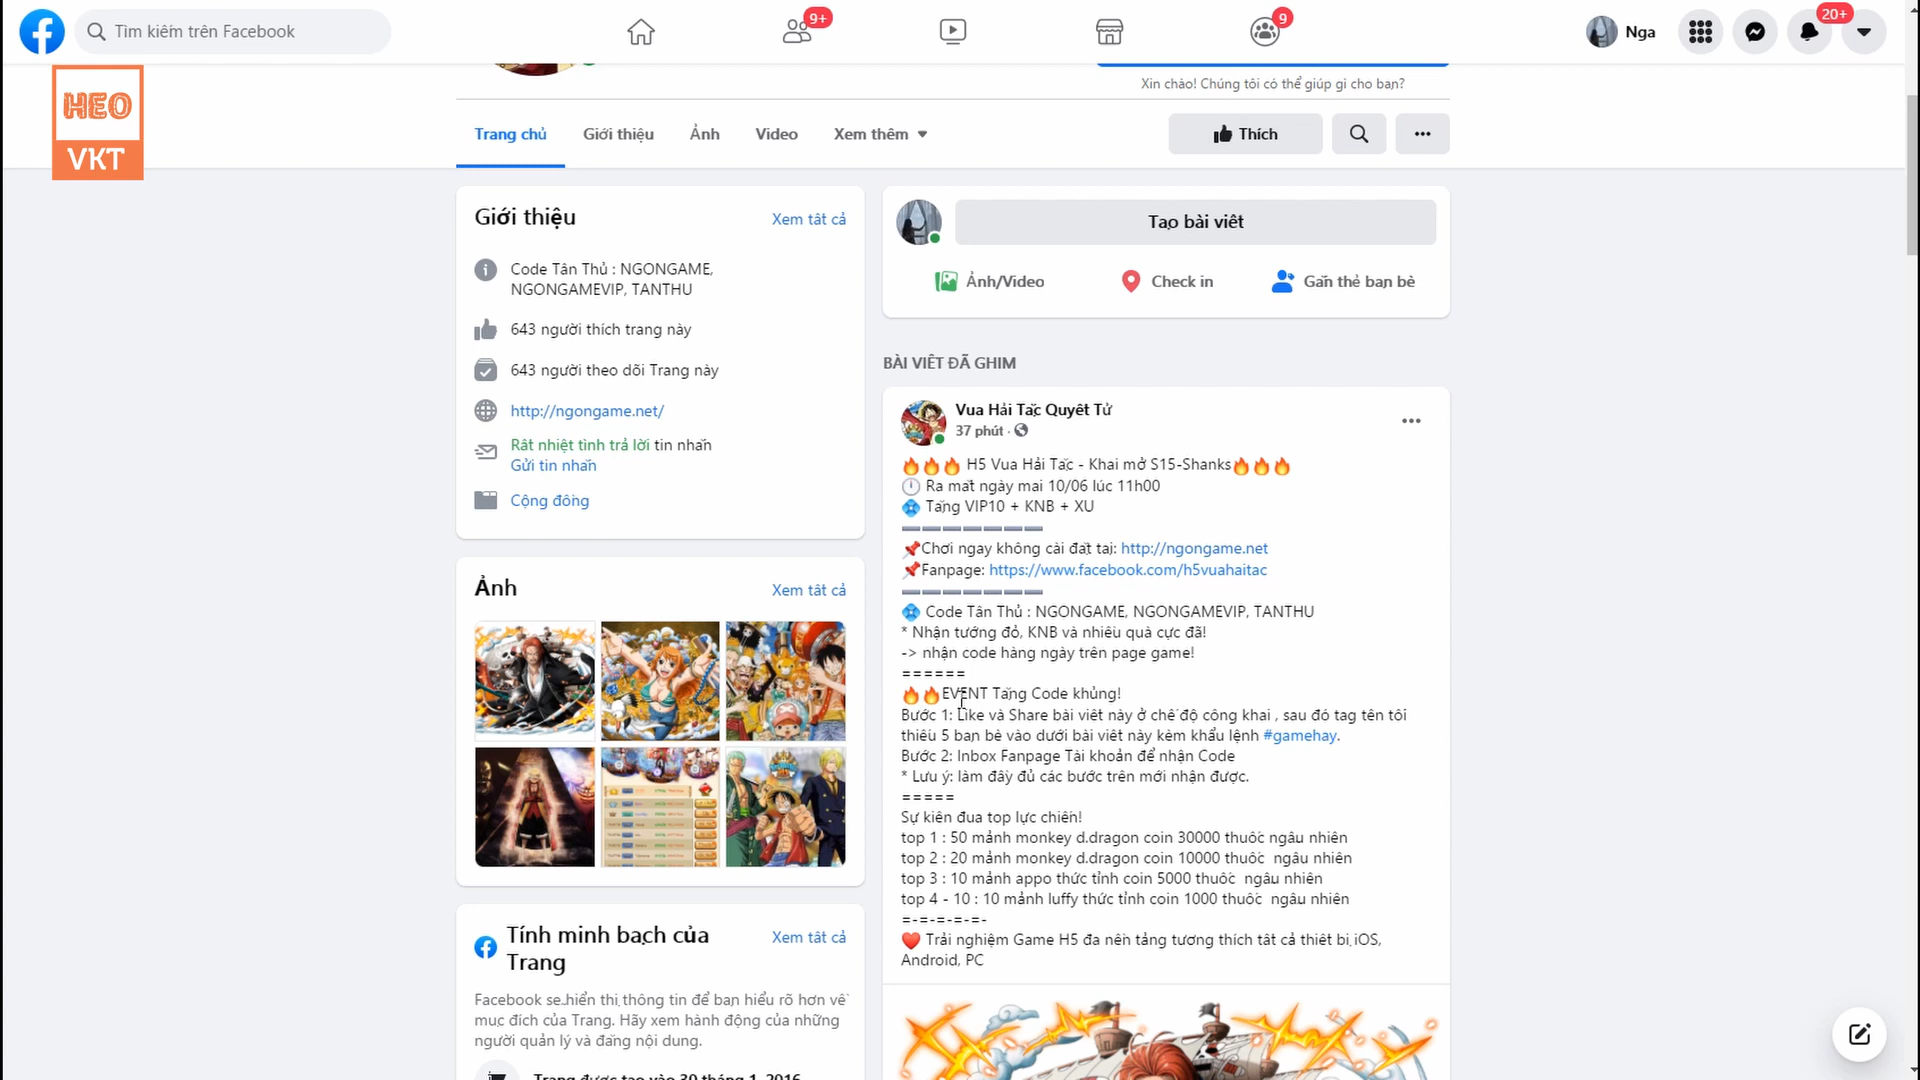 Tìm kiếm trên Facebook
9+
9
Nga
20+
HEO
VKT
Xin chào! Chúng tôi có thể giúp gì cho bạn?
Trang chủ
Giới thiệu
Ảnh
Video
Xem thêm
Thích
Giới thiệu
Xem tất cả
Code Tân Thủ : NGONGAME,
NGONGAMEVIP, TANTHU
643 người thích trang này
643 người theo dõi Trang này
http://ngongame.net/
Rất nhiệt tình trả lời tin nhắn
Gửi tin nhắn
Cộng đồng
Ảnh
Xem tất cả
Tính minh bạch của
Trang
Xem tất cả
Facebook sẽ hiển thị thông tin để bạn hiểu rõ hơn về
mục đích của Trang. Hãy xem hành động của những
người quản lý và đăng nội dung.
Trang được tạo vào 30 tháng 1, 2016
Tạo bài viết
Ảnh/Video
Check in
Gắn thẻ bạn bè
BÀI VIẾT ĐÃ GHIM
Vua Hải Tặc Quyết Tử
37 phút ·
🔥🔥🔥 H5 Vua Hải Tặc - Khai mở S15-Shanks🔥🔥🔥
🕛 Ra mắt ngày mai 10/06 lúc 11h00
💠 Tặng VIP10 + KNB + XU
➖➖➖➖➖➖➖
📌Chơi ngay không cài đặt tại: http://ngongame.net
📌Fanpage: https://www.facebook.com/h5vuahaitac
➖➖➖➖➖➖➖
💠 Code Tân Thủ : NGONGAME, NGONGAMEVIP, TANTHU
* Nhận tướng đỏ, KNB và nhiều quà cực đã!
-> nhận code hàng ngày trên page game!
======
🔥🔥EVENT Tặng Code khủng!
Bước 1: Like và Share bài viết này ở chế độ công khai , sau đó tag tên tối
thiểu 5 bạn bè vào dưới bài viết này kèm khẩu lệnh #gamehay.
Bước 2: Inbox Fanpage Tài khoản để nhận Code
* Lưu ý: làm đầy đủ các bước trên mới nhận được.
=====
Sự kiện đua top lực chiến!
top 1 : 50 mảnh monkey d.dragon coin 30000 thuốc ngẫu nhiên
top 2 : 20 mảnh monkey d.dragon coin 10000 thuốc ngẫu nhiên
top 3 : 10 mảnh appo thức tỉnh coin 5000 thuốc ngẫu nhiên
top 4 - 10 : 10 mảnh luffy thức tỉnh coin 1000 thuốc ngẫu nhiên
=-=-=-=-=-
❤️ Trải nghiệm Game H5 đa nền tảng tương thích tất cả thiết bị iOS,
Android, PC